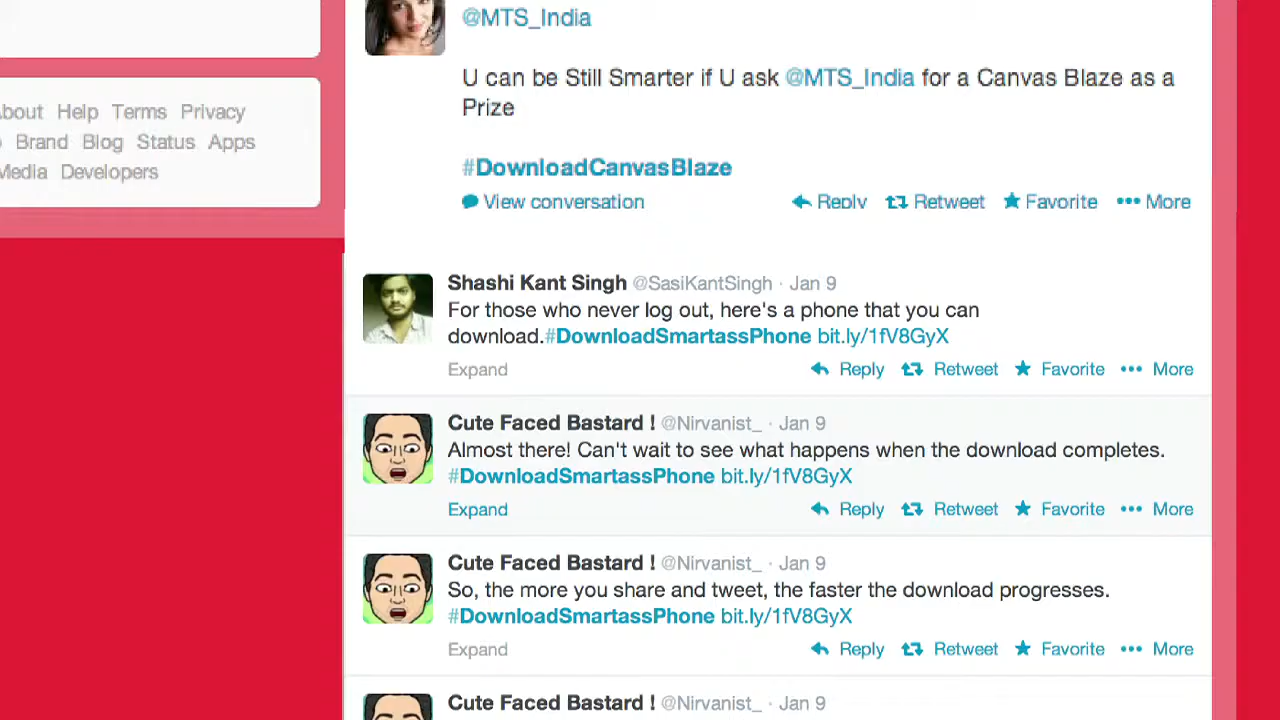 @MTS_India
U can be Still Smarter if U ask @MTS_India for a Canvas Blaze as a
Prize
#DownloadCanvasBlaze
View conversation Reply Retweet Favorite More
About Help Terms Privacy
Brand Blog Status Apps
Media Developers
Shashi Kant Singh @SasiKantSingh · Jan 9
For those who never log out, here's a phone that you can
download.#DownloadSmartassPhone bit.ly/1fV8GyX
Expand Reply Retweet Favorite More
Cute Faced Bastard ! @Nirvanist_ · Jan 9
Almost there! Can't wait to see what happens when the download completes.
#DownloadSmartassPhone bit.ly/1fV8GyX
Expand Reply Retweet Favorite More
Cute Faced Bastard ! @Nirvanist_ · Jan 9
So, the more you share and tweet, the faster the download progresses.
#DownloadSmartassPhone bit.ly/1fV8GyX
Expand Reply Retweet Favorite More
Cute Faced Bastard ! @Nirvanist_ · Jan 9